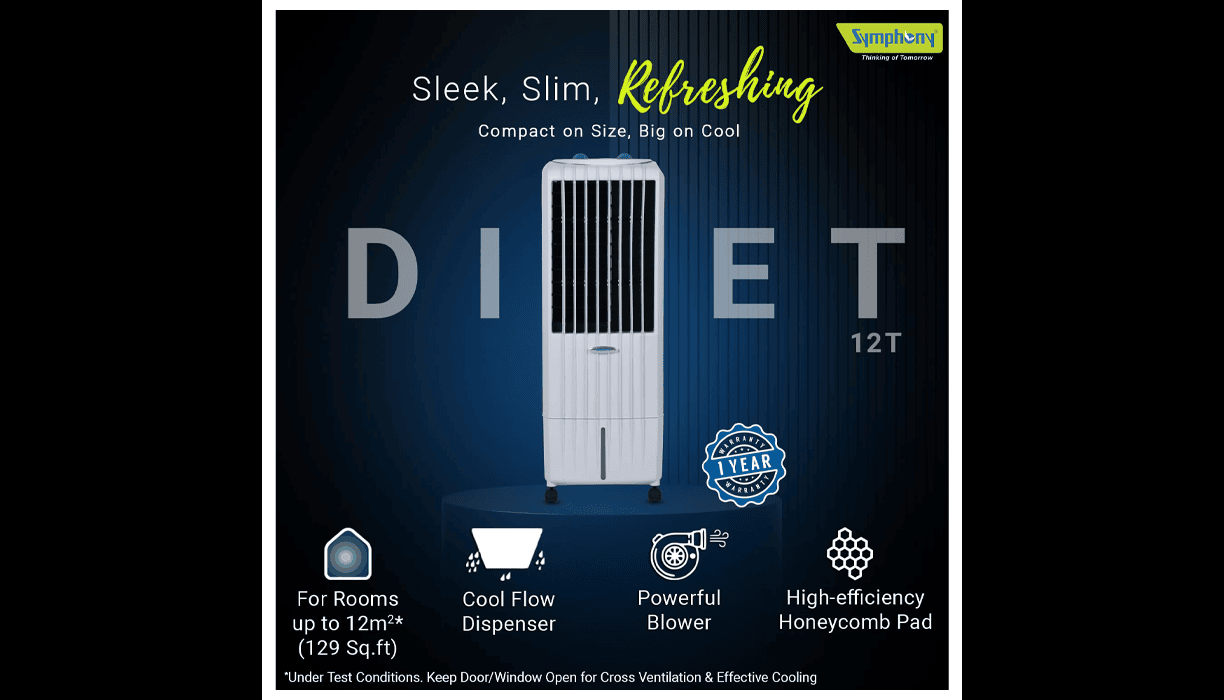 Symphony
Thinking of Tomorrow
Sleek, Slim, Refreshing
Compact on Size, Big on Cool
D I E T
12T
WARRANTY
1 YEAR
WARRANTY
For Rooms
up to 12m²*
(129 Sq.ft)
Cool Flow
Dispenser
Powerful
Blower
High-efficiency
Honeycomb Pad
*Under Test Conditions. Keep Door/Window Open for Cross Ventilation & Effective Cooling